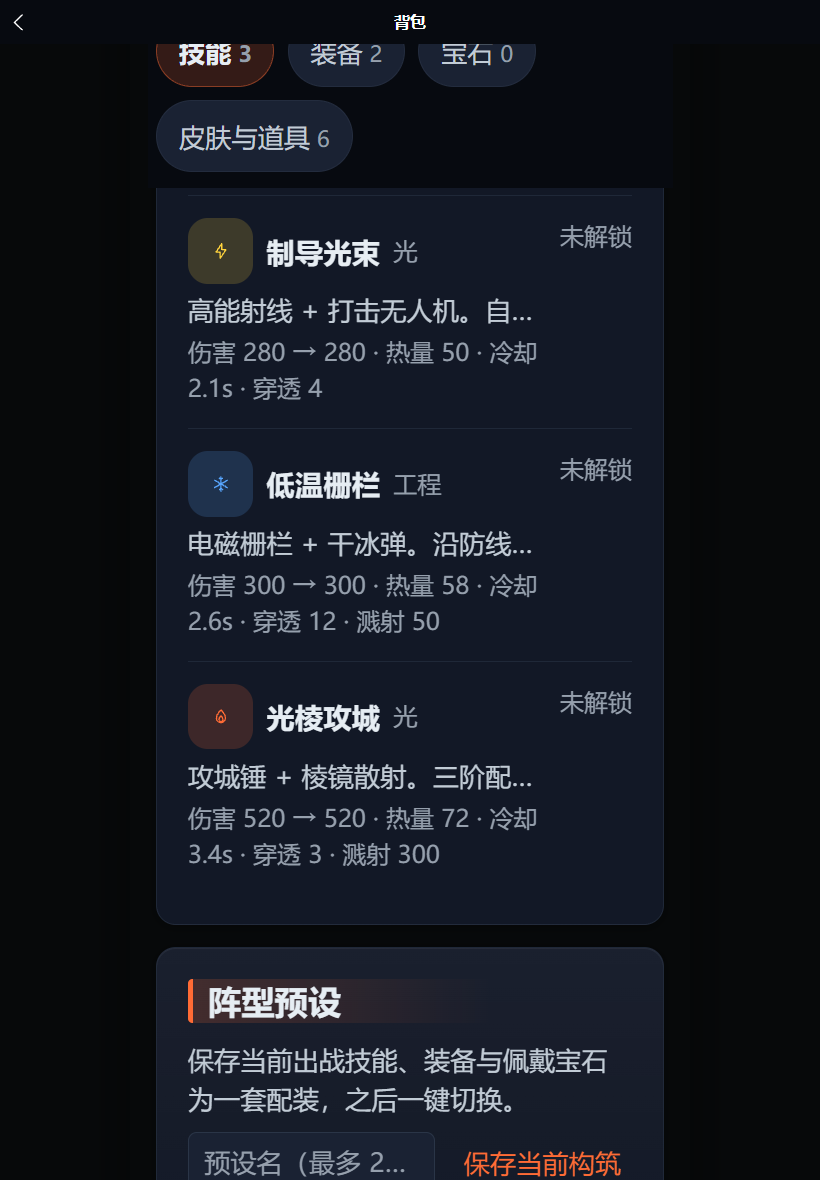 背包
技能 3 装备 2 宝石 0
皮肤与道具 6
制导光束 光 未解锁
高能射线 + 打击无人机。自...
伤害 280 → 280 · 热量 50 · 冷却
2.1s · 穿透 4
低温栅栏 工程 未解锁
电磁栅栏 + 干冰弹。沿防线...
伤害 300 → 300 · 热量 58 · 冷却
2.6s · 穿透 12 · 溅射 50
光棱攻城 光 未解锁
攻城锤 + 棱镜散射。三阶配...
伤害 520 → 520 · 热量 72 · 冷却
3.4s · 穿透 3 · 溅射 300
阵型预设
保存当前出战技能、装备与佩戴宝石
为一套配装，之后一键切换。
预设名（最多 2... 保存当前构筑